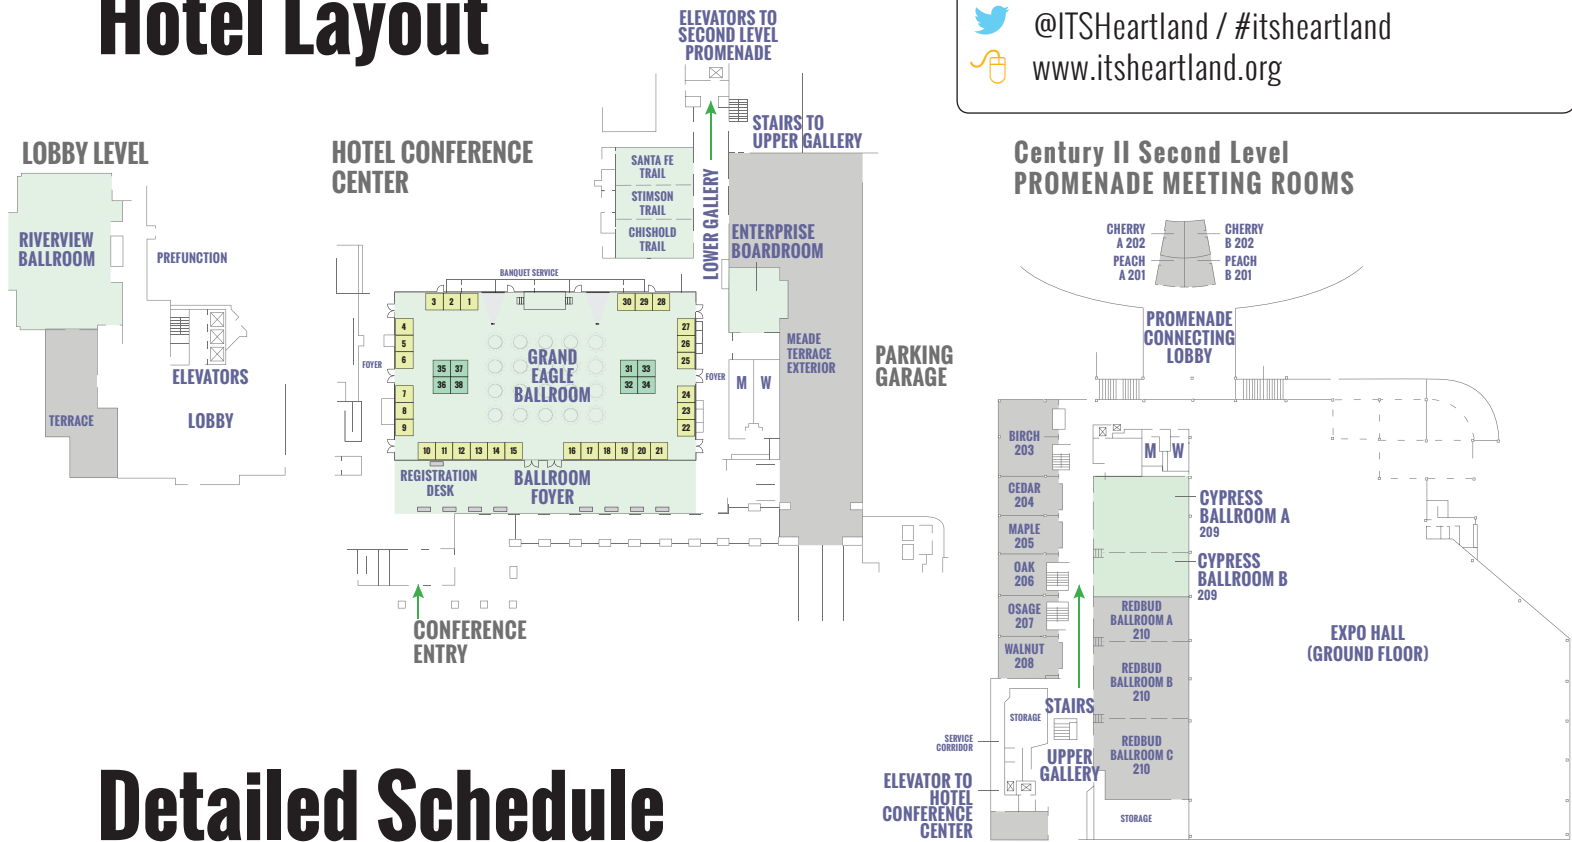 Hotel Layout
@ITSHeartland / #itsheartland
www.itsheartland.org
LOBBY LEVEL
RIVERVIEW
BALLROOM
PREFUNCTION
ELEVATORS
LOBBY
TERRACE
HOTEL CONFERENCE
CENTER
ELEVATORS TO
SECOND LEVEL
PROMENADE
STAIRS TO
UPPER GALLERY
SANTA FE
TRAIL
STIMSON
TRAIL
CHISHOLD
TRAIL
LOWER GALLERY
ENTERPRISE
BOARDROOM
BANQUET SERVICE
3 2 1
30 29 28
4
5
6
27
26
25
FOYER
35 37
36 38
GRAND
EAGLE
BALLROOM
31 33
32 34
FOYER
M W
MEADE
TERRACE
EXTERIOR
PARKING
GARAGE
7
8
9
24
23
22
10 11 12 13 14 15
16 17 18 19 20 21
REGISTRATION
DESK
BALLROOM
FOYER
CONFERENCE
ENTRY
Century II Second Level
PROMENADE MEETING ROOMS
CHERRY
A 202
CHERRY
B 202
PEACH
A 201
PEACH
B 201
PROMENADE
CONNECTING
LOBBY
BIRCH
203
M W
CEDAR
204
CYPRESS
BALLROOM A
209
MAPLE
205
OAK
206
CYPRESS
BALLROOM B
209
OSAGE
207
REDBUD
BALLROOM A
210
WALNUT
208
REDBUD
BALLROOM B
210
EXPO HALL
(GROUND FLOOR)
STORAGE
STAIRS
SERVICE
CORRIDOR
UPPER
GALLERY
REDBUD
BALLROOM C
210
ELEVATOR TO
HOTEL
CONFERENCE
CENTER
STORAGE
Detailed Schedule